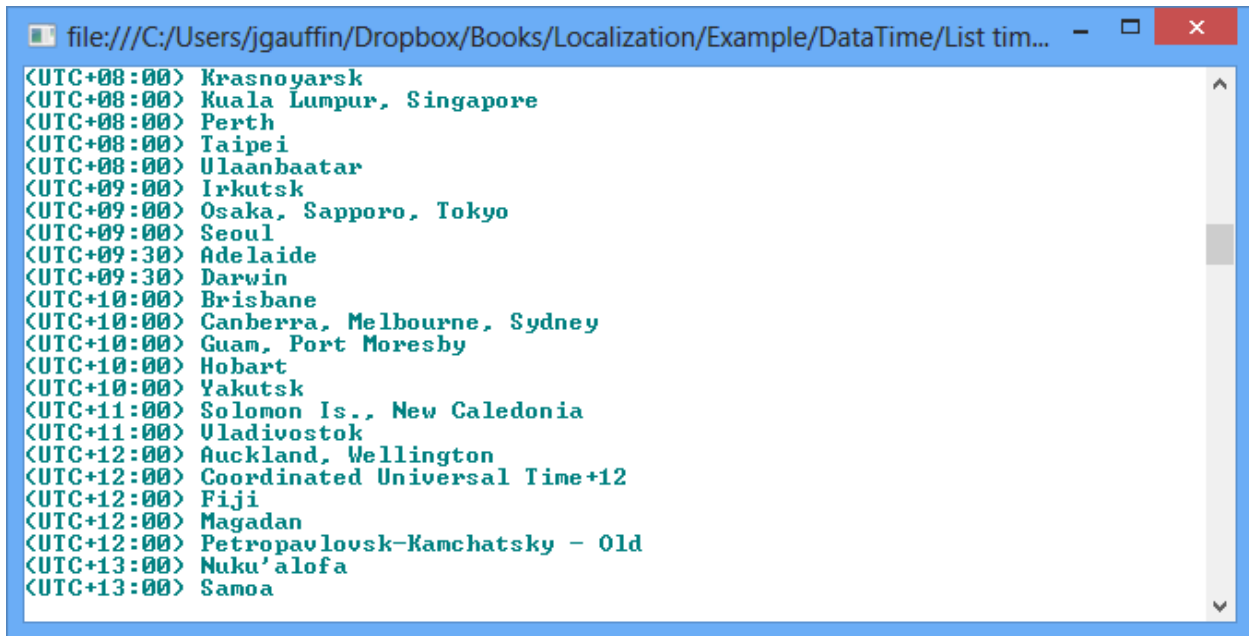 file:///C:/Users/jgauffin/Dropbox/Books/Localization/Example/DataTime/List tim...
(UTC+08:00) Krasnoyarsk
(UTC+08:00) Kuala Lumpur, Singapore
(UTC+08:00) Perth
(UTC+08:00) Taipei
(UTC+08:00) Ulaanbaatar
(UTC+09:00) Irkutsk
(UTC+09:00) Osaka, Sapporo, Tokyo
(UTC+09:00) Seoul
(UTC+09:30) Adelaide
(UTC+09:30) Darwin
(UTC+10:00) Brisbane
(UTC+10:00) Canberra, Melbourne, Sydney
(UTC+10:00) Guam, Port Moresby
(UTC+10:00) Hobart
(UTC+10:00) Yakutsk
(UTC+11:00) Solomon Is., New Caledonia
(UTC+11:00) Vladivostok
(UTC+12:00) Auckland, Wellington
(UTC+12:00) Coordinated Universal Time+12
(UTC+12:00) Fiji
(UTC+12:00) Magadan
(UTC+12:00) Petropavlovsk-Kamchatsky - Old
(UTC+13:00) Nuku'alofa
(UTC+13:00) Samoa